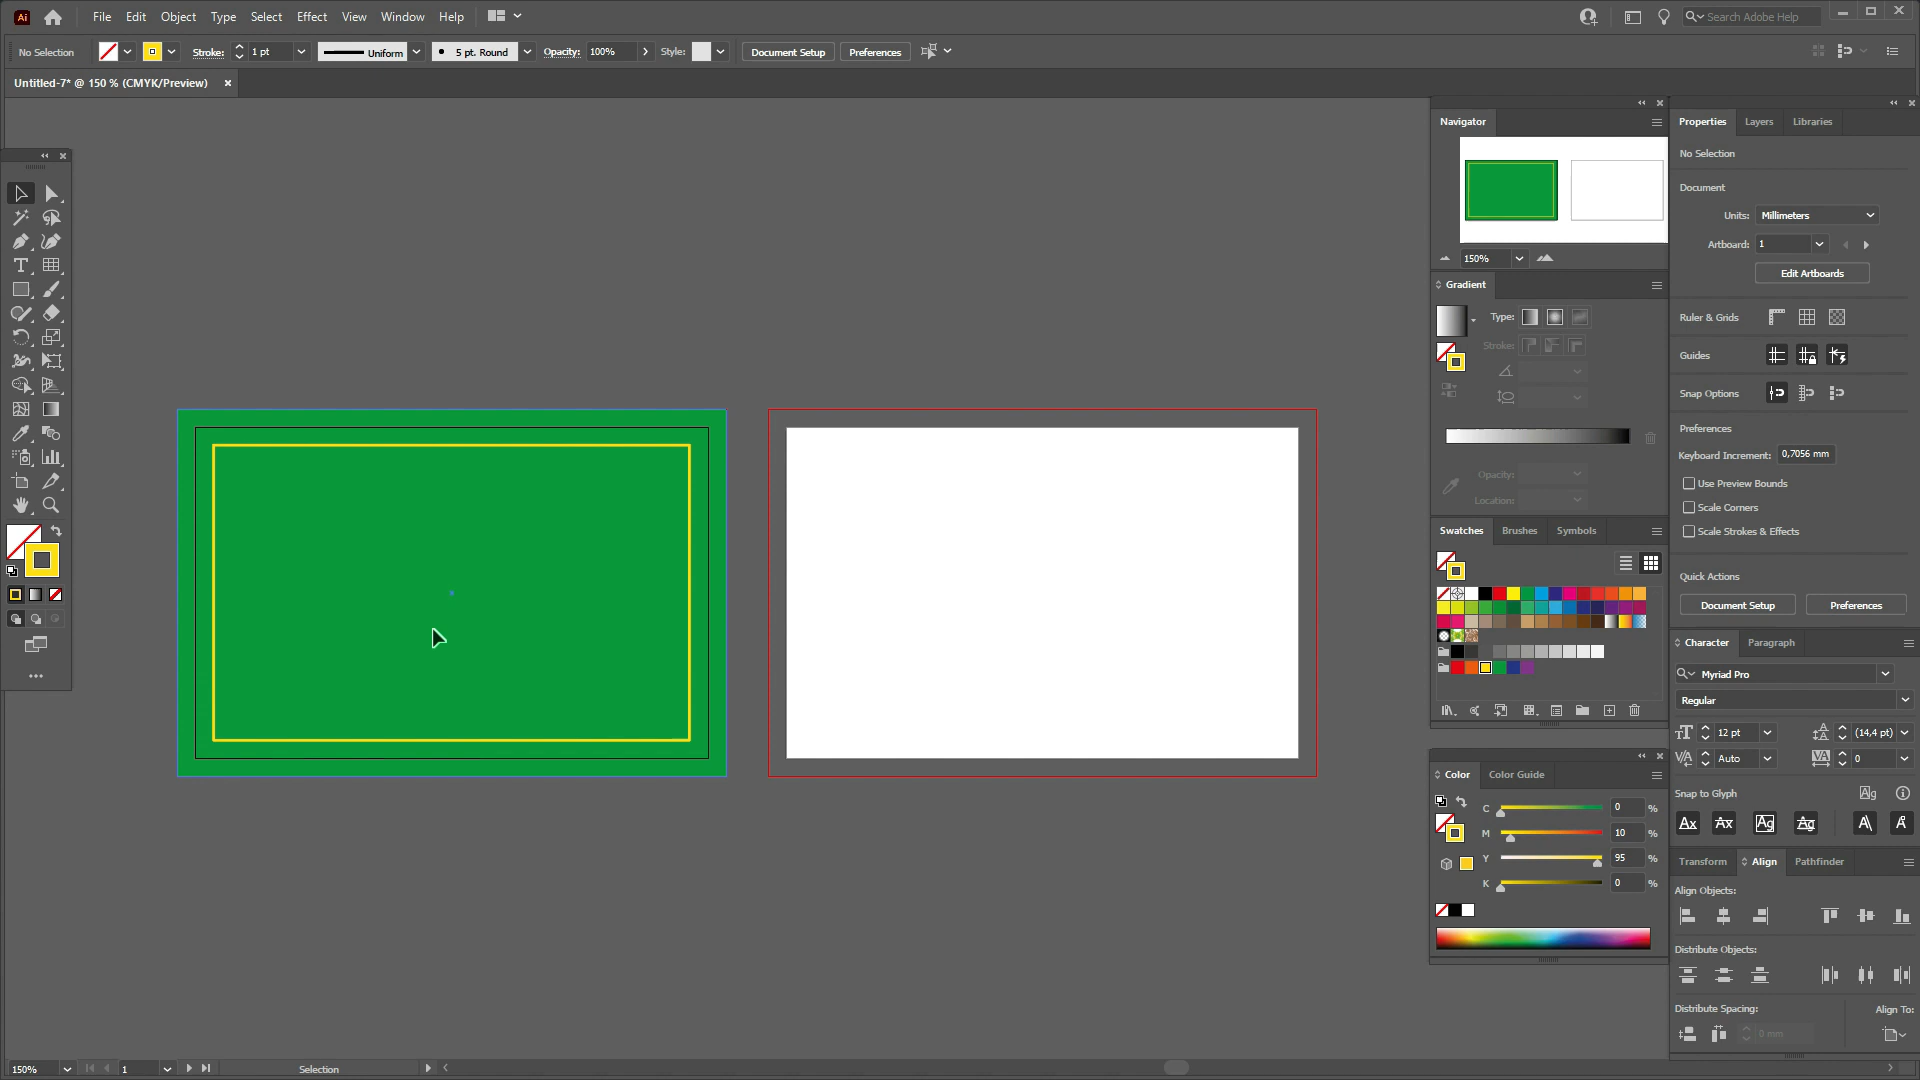 Ai File Edit Object Type Select Effect View Window Help Search Adobe Help
No Selection Stroke: 1 pt Uniform 5 pt. Round Opacity: 100% Style: Document Setup Preferences
Untitled-7* @ 150 % (CMYK/Preview)
Navigator
150%
Gradient
Type:
Stroke:
Opacity:
Location:
Swatches Brushes Symbols
Color Color Guide
C 0 %
M 10 %
Y 95 %
K 0 %
Properties Layers Libraries
No Selection
Document
Units: Millimeters
Artboard: 1
Edit Artboards
Ruler & Grids
Guides
Snap Options
Preferences
Keyboard Increment: 0,7056 mm
Use Preview Bounds
Scale Corners
Scale Strokes & Effects
Quick Actions
Document Setup Preferences
Character Paragraph
Myriad Pro
Regular
12 pt (14,4 pt)
Auto 0
Snap to Glyph
Transform Align Pathfinder
Align Objects:
Distribute Objects:
Distribute Spacing: Align To:
0 mm
150% 1 Selection